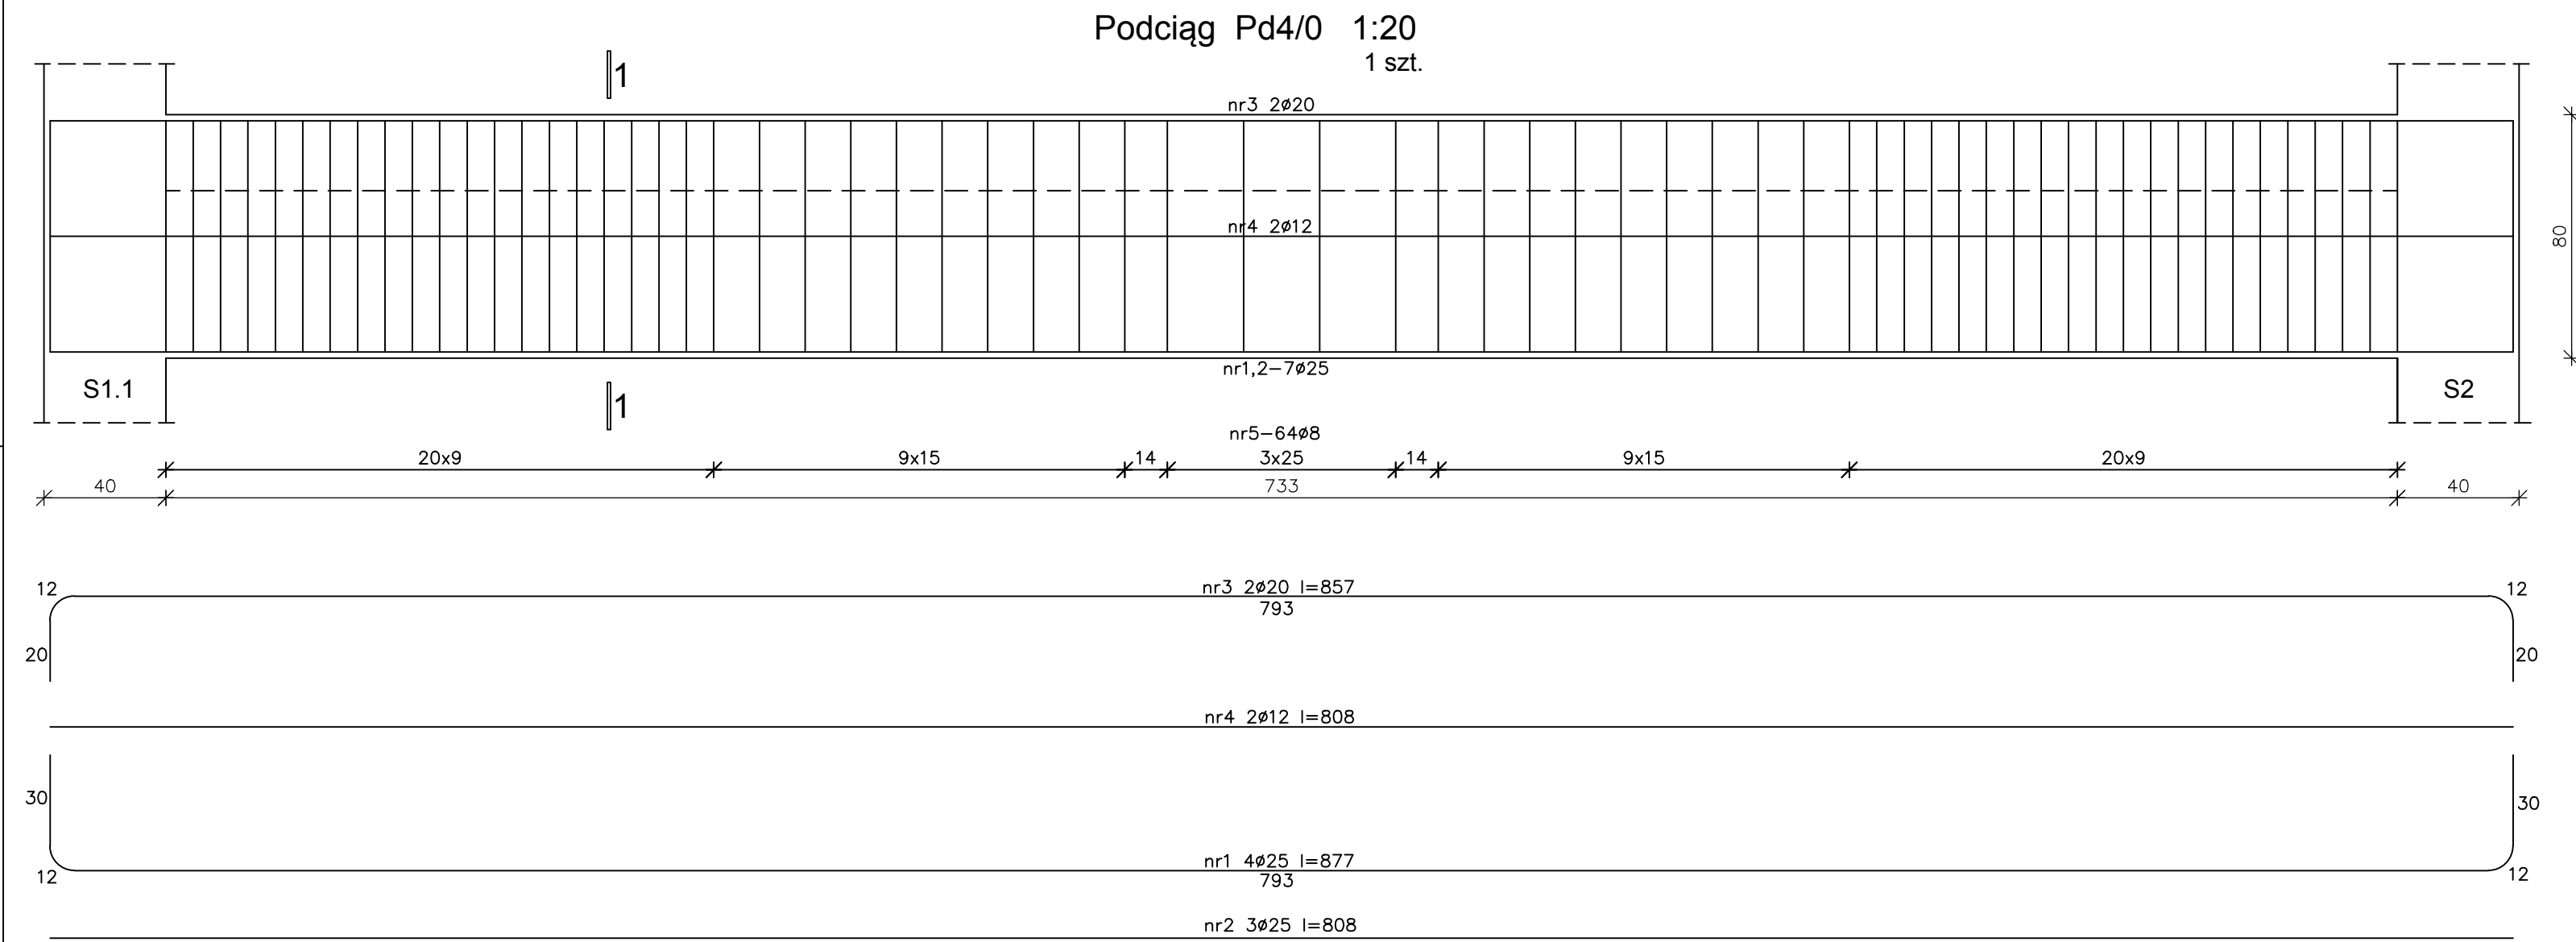 Podciąg Pd4/0 1:20
1 szt.
1
nr3 2ø20
nr4 2ø12
80
nr1,2-7ø25
S1.1
1
S2
nr5-64ø8
20x9
9x15
14
3x25
14
9x15
20x9
40
733
40
12
nr3 2ø20 l=857
12
793
20
20
nr4 2ø12 l=808
30
30
nr1 4ø25 l=877
12
793
12
nr2 3ø25 l=808